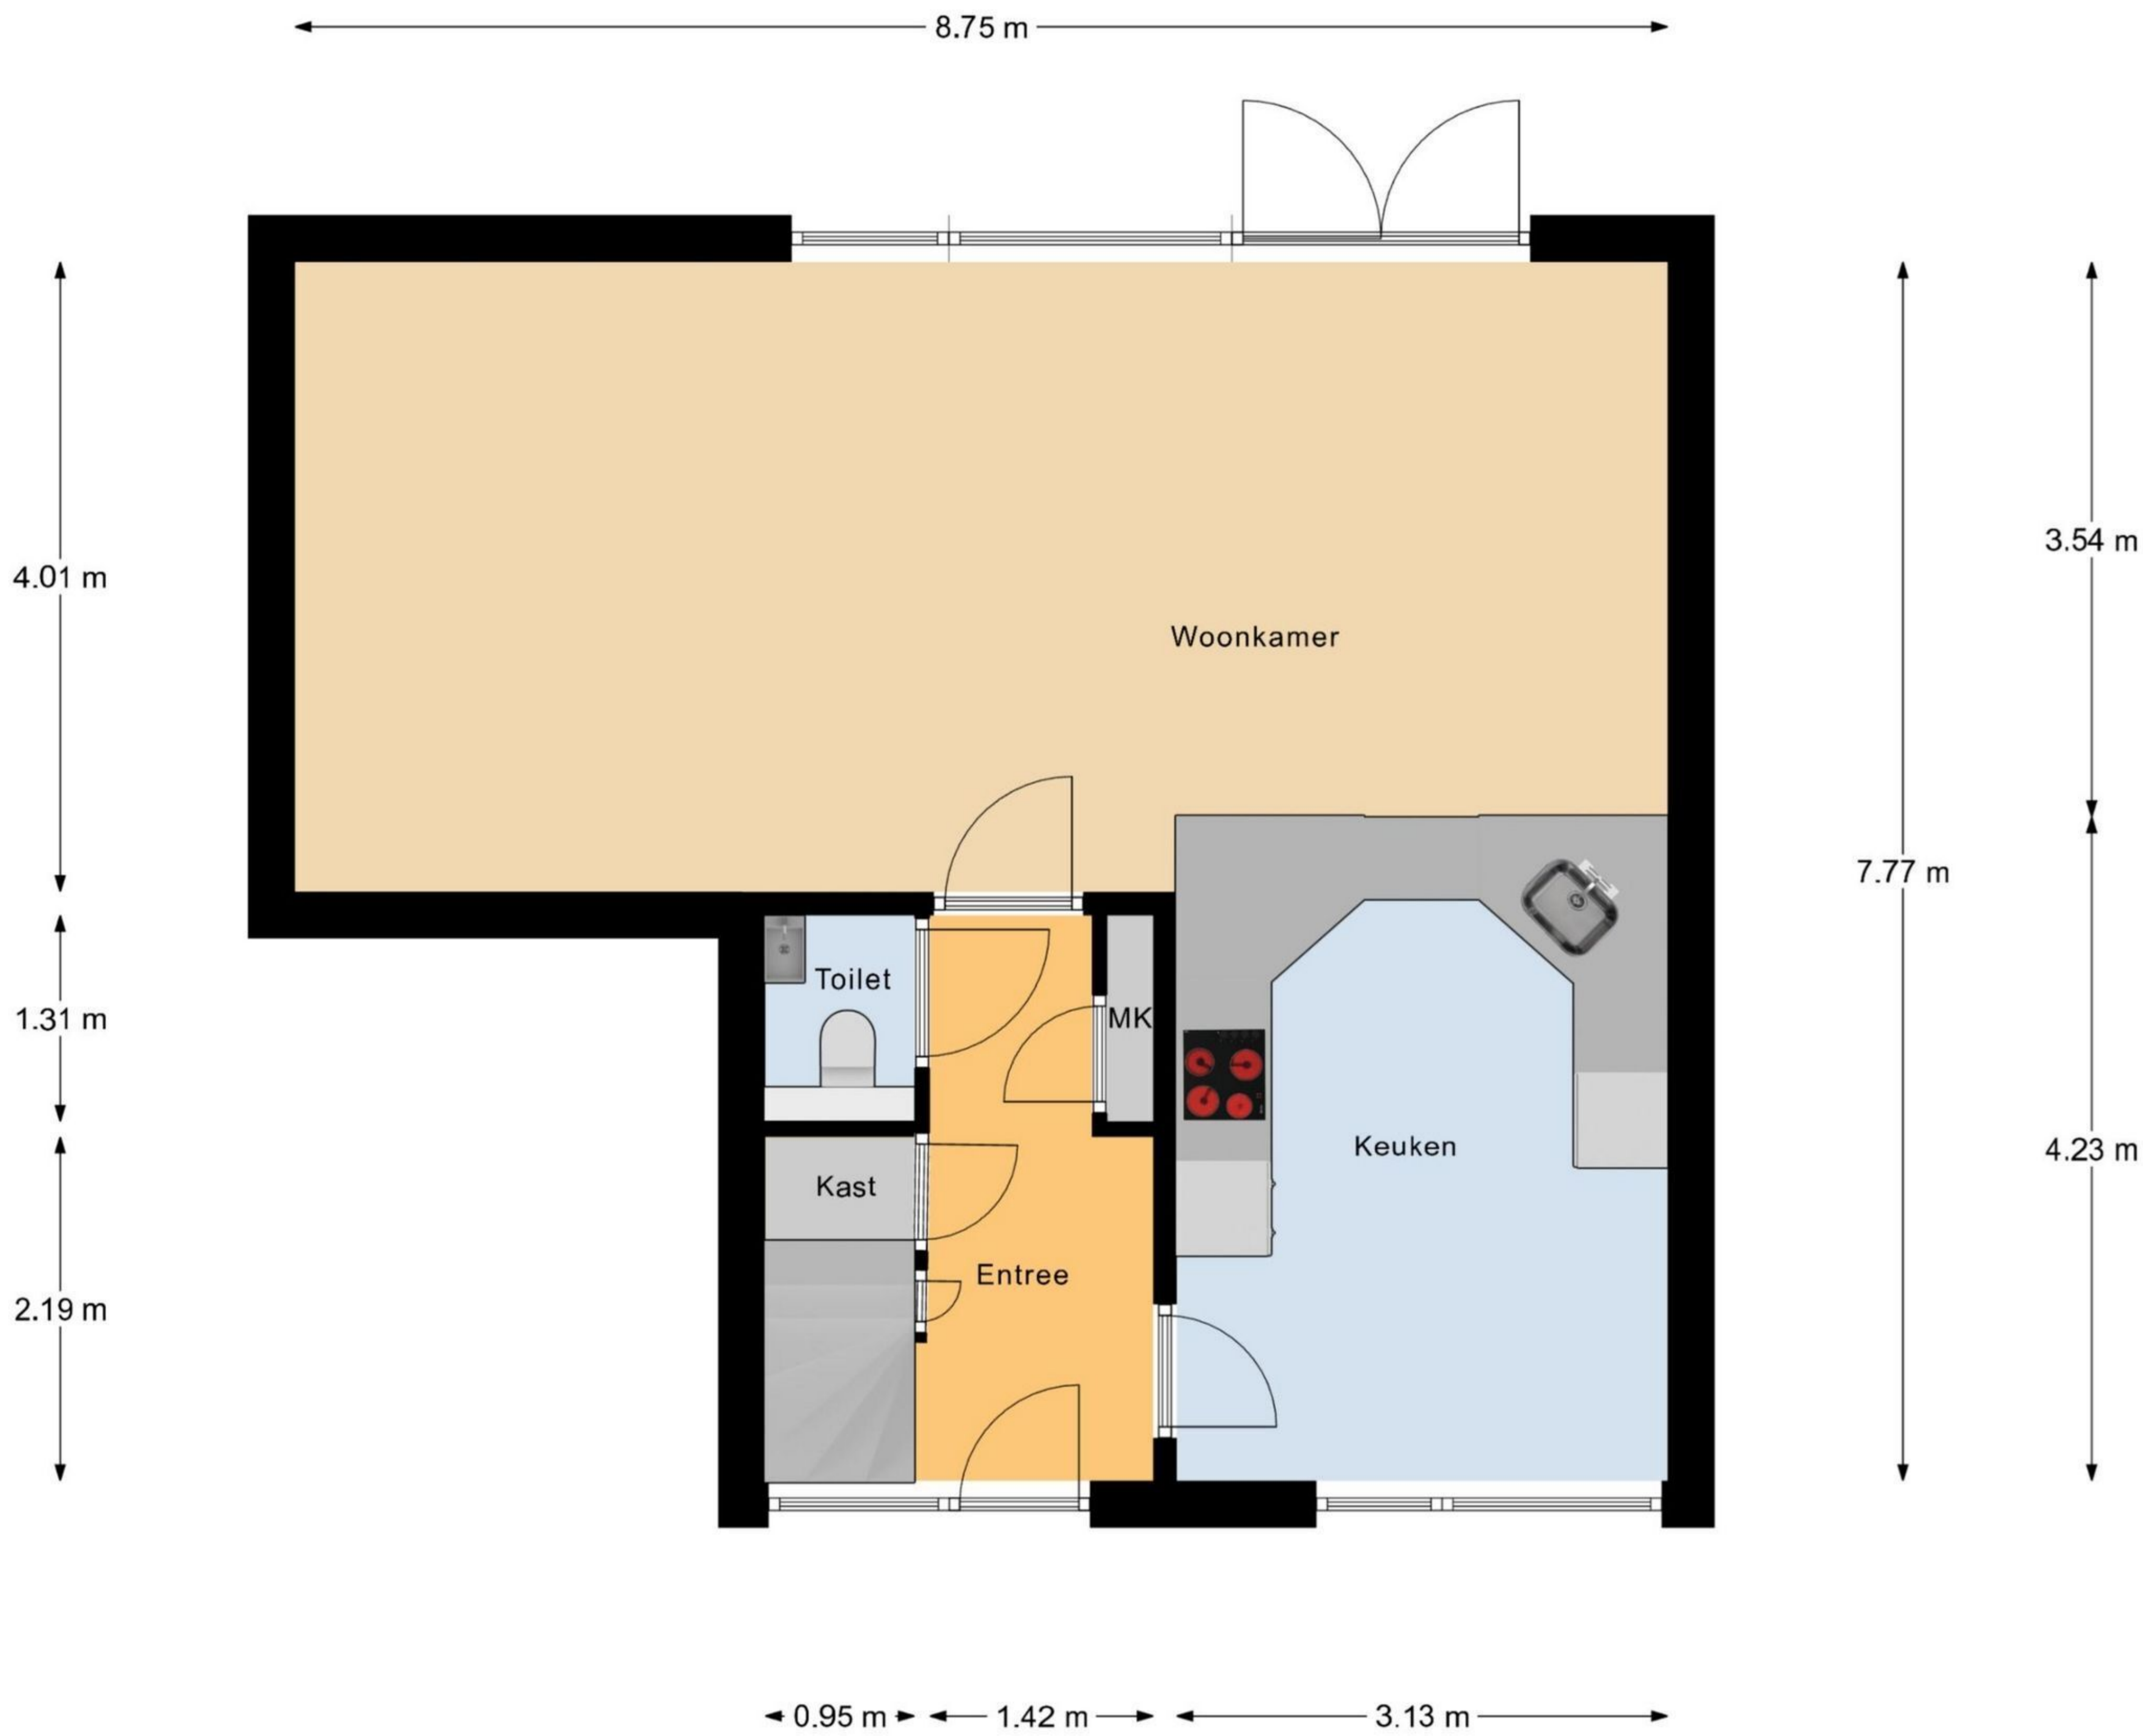 8.75 m
4.01 m
3.54 m
Woonkamer
7.77 m
Toilet
1.31 m
MK
Keuken
4.23 m
Kast
Entree
2.19 m
0.95 m
1.42 m
3.13 m